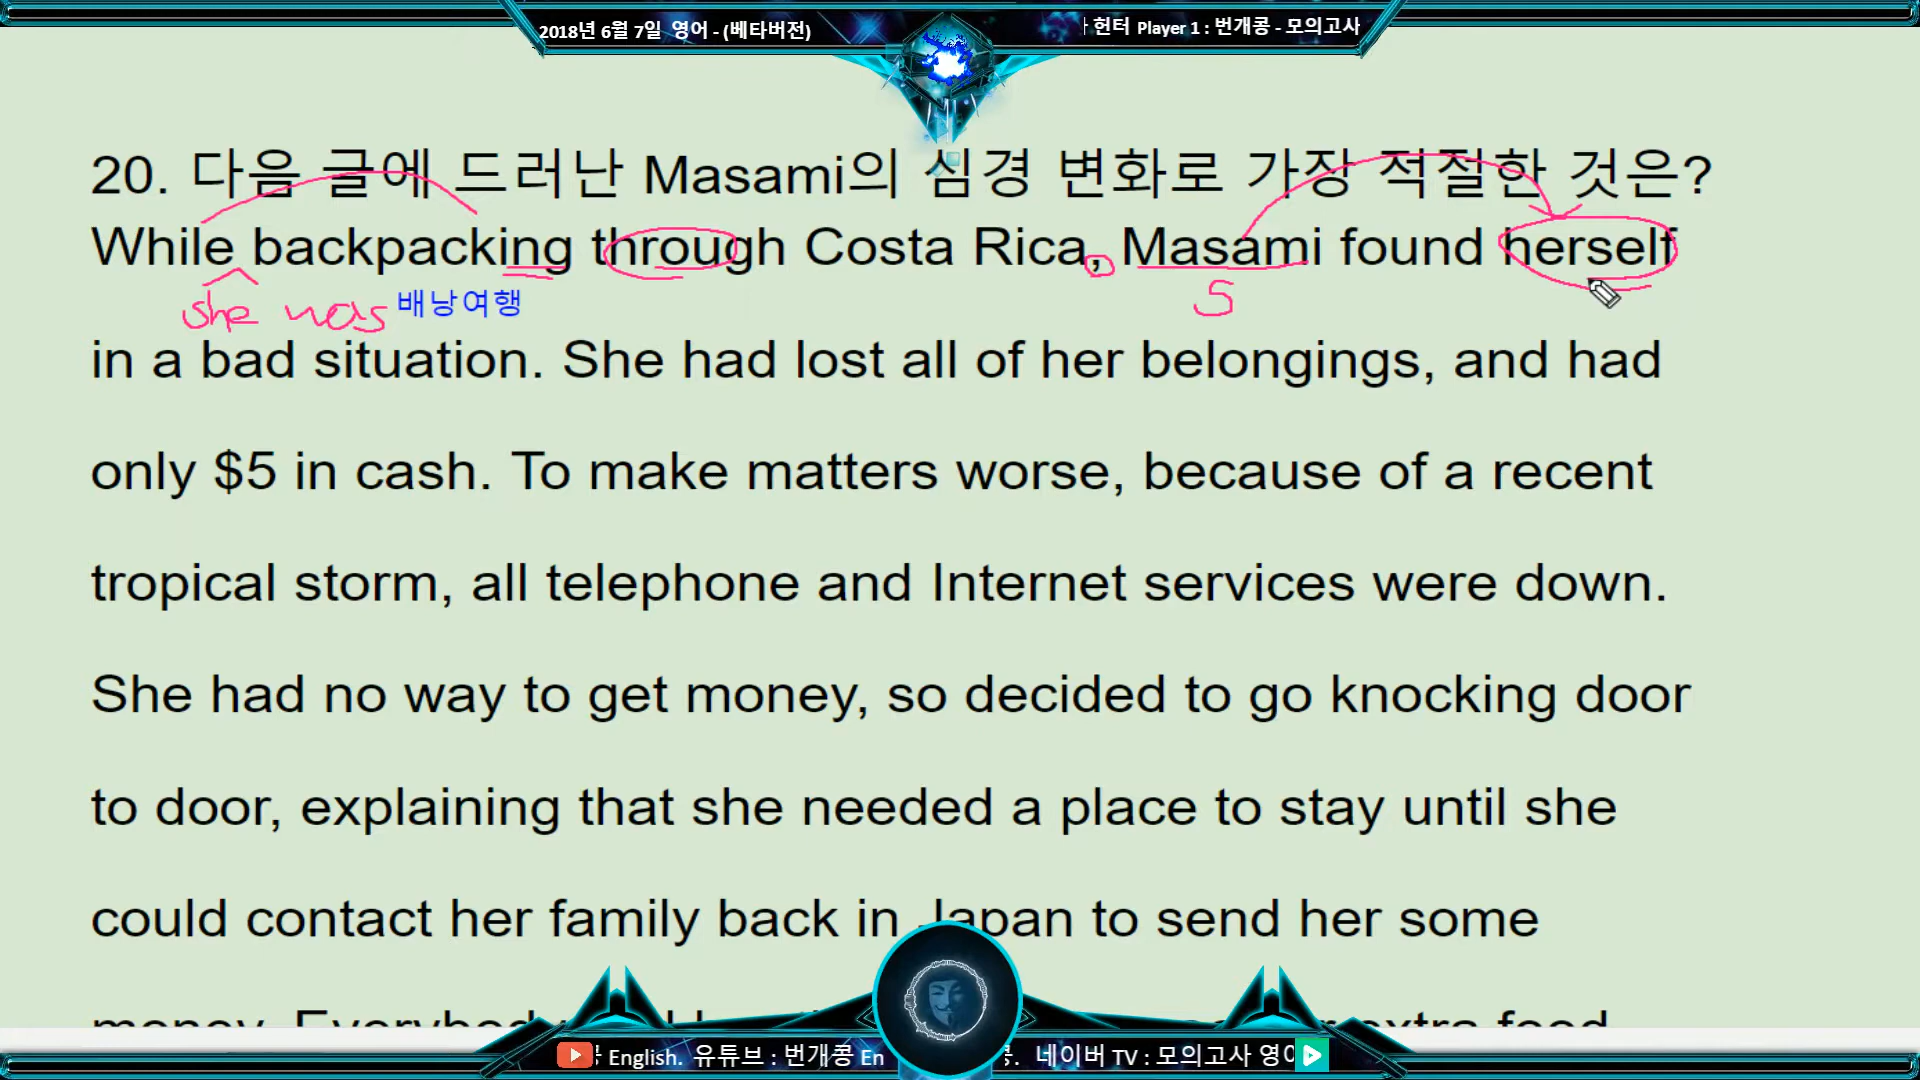 2018년 6월 7일 영어 - (베타버전)
헌터 Player 1 : 번개콩 - 모의고사
20. 다음 글에 드러난 Masami의 심경 변화로 가장 적절한 것은?
While backpacking through Costa Rica, Masami found herself
she was 배낭여행 S
in a bad situation. She had lost all of her belongings, and had
only $5 in cash. To make matters worse, because of a recent
tropical storm, all telephone and Internet services were down.
She had no way to get money, so decided to go knocking door
to door, explaining that she needed a place to stay until she
could contact her family back in Japan to send her some
money. extra food
English. 유튜브 : 번개콩 En
네이버 TV : 모의고사 영